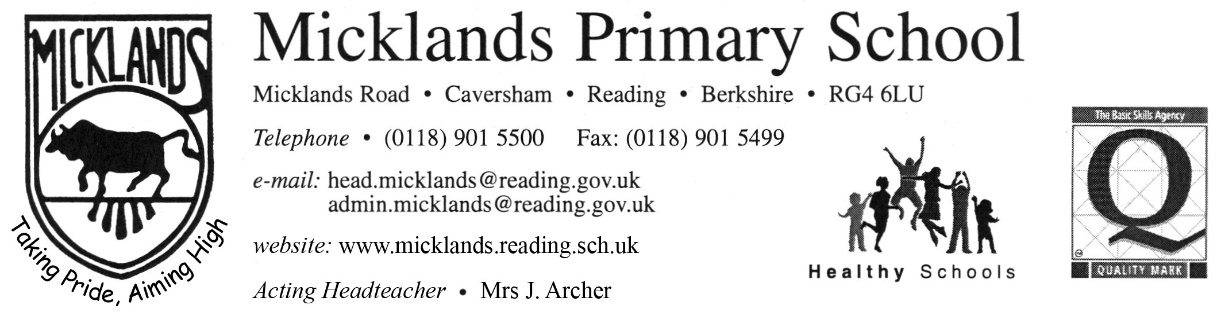 MICKLANDS
Taking Pride, Aiming High
Micklands Primary School
Micklands Road • Caversham • Reading • Berkshire • RG4 6LU
Telephone • (0118) 901 5500 Fax: (0118) 901 5499
e-mail: head.micklands@reading.gov.uk
admin.micklands@reading.gov.uk
website: www.micklands.reading.sch.uk
Acting Headteacher • Mrs J. Archer
Healthy Schools
The Basic Skills Agency
Q
QUALITY MARK